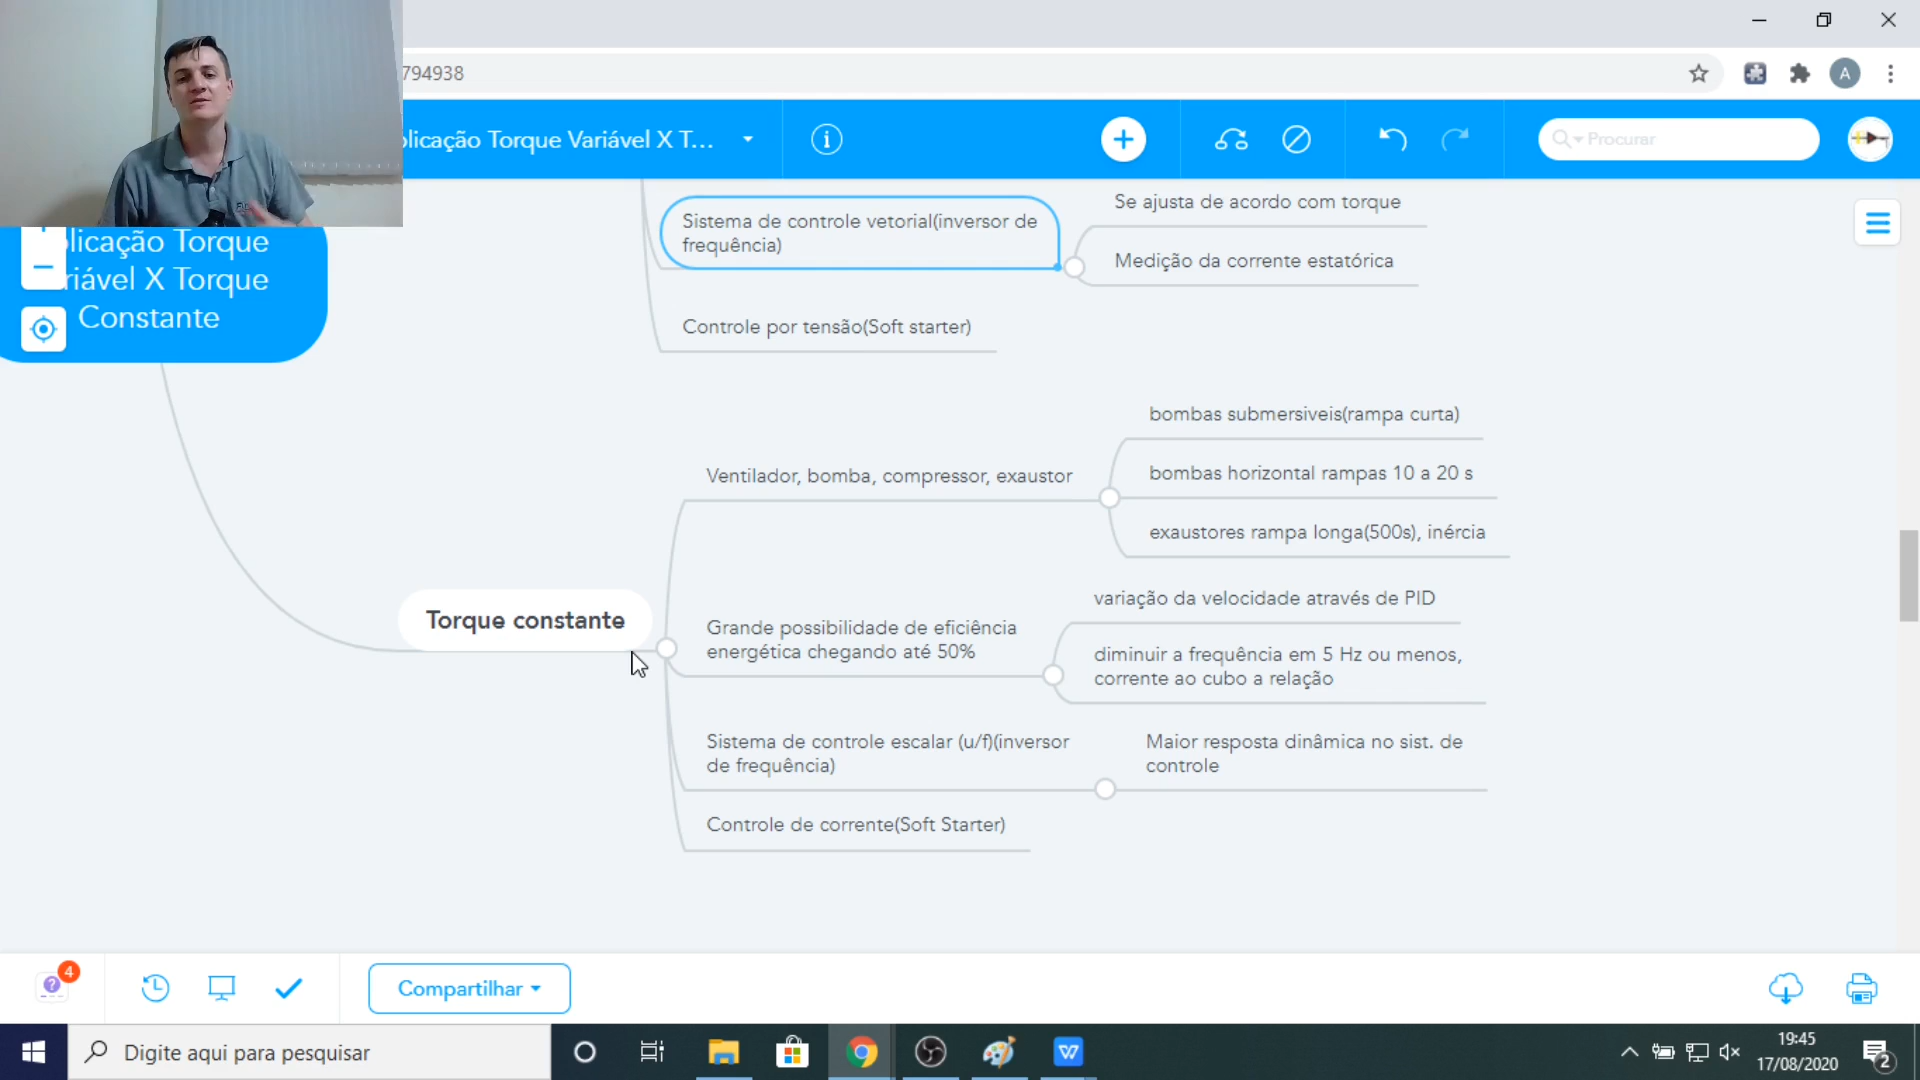 794938
plicação Torque Variável X T...
Procurar
plicação Torque
riável X Torque
Constante
Sistema de controle vetorial(inversor de
frequência)
Se ajusta de acordo com torque
Medição da corrente estatórica
Controle por tensão(Soft starter)
Torque constante
Ventilador, bomba, compressor, exaustor
bombas submersiveis(rampa curta)
bombas horizontal rampas 10 a 20 s
exaustores rampa longa(500s), inércia
Grande possibilidade de eficiência
energética chegando até 50%
variação da velocidade através de PID
diminuir a frequência em 5 Hz ou menos,
corrente ao cubo a relação
Sistema de controle escalar (u/f)(inversor
de frequência)
Maior resposta dinâmica no sist. de
controle
Controle de corrente(Soft Starter)
4
Compartilhar
Digite aqui para pesquisar
19:45
17/08/2020
2
A